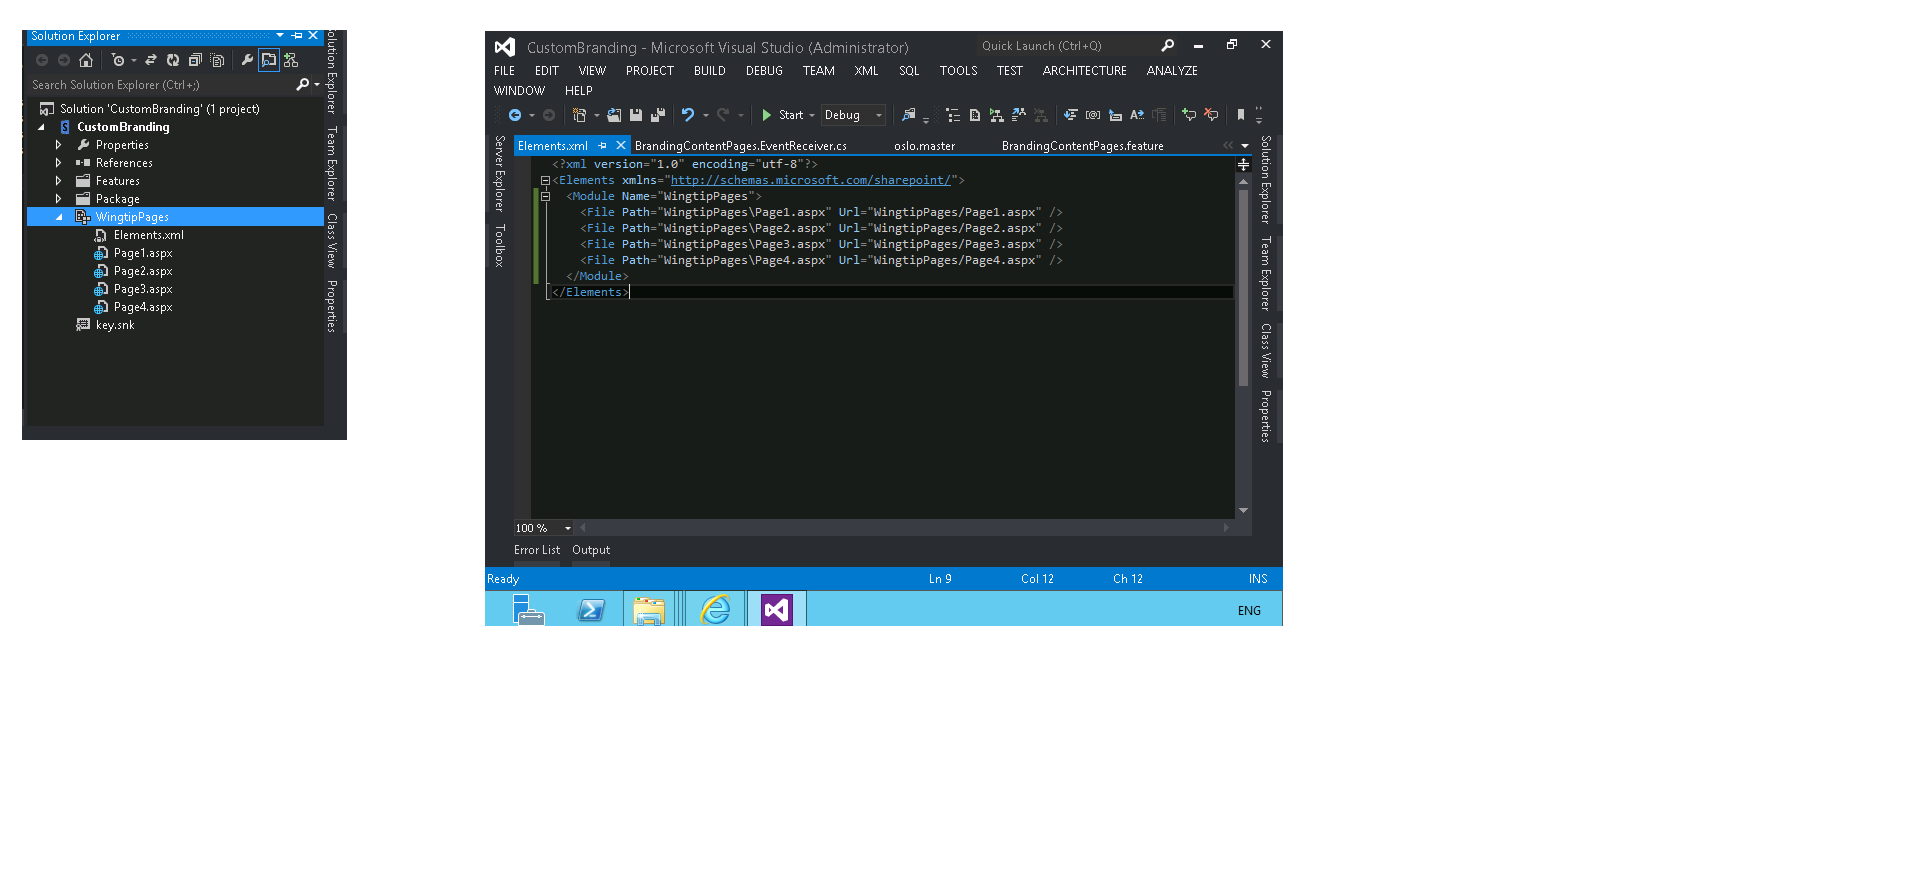 Solution Explorer
Search Solution Explorer (Ctrl+;)
Solution 'CustomBranding' (1 project)
CustomBranding
Properties
References
Features
Package
WingtipPages
Elements.xml
Page1.aspx
Page2.aspx
Page3.aspx
Page4.aspx
key.snk
olution Explorer
Team Explorer
Class View
Properties
CustomBranding - Microsoft Visual Studio (Administrator)
Quick Launch (Ctrl+Q)
FILE EDIT VIEW PROJECT BUILD DEBUG TEAM XML SQL TOOLS TEST ARCHITECTURE ANALYZE
WINDOW HELP
Start Debug
Server Explorer
Toolbox
Elements.xml BrandingContentPages.EventReceiver.cs oslo.master BrandingContentPages.feature
<?xml version="1.0" encoding="utf-8"?>
<Elements xmlns="http://schemas.microsoft.com/sharepoint/">
<Module Name="WingtipPages">
<File Path="WingtipPages\Page1.aspx" Url="WingtipPages/Page1.aspx" />
<File Path="WingtipPages\Page2.aspx" Url="WingtipPages/Page2.aspx" />
<File Path="WingtipPages\Page3.aspx" Url="WingtipPages/Page3.aspx" />
<File Path="WingtipPages\Page4.aspx" Url="WingtipPages/Page4.aspx" />
</Module>
</Elements>
Solution Explorer
Team Explorer
Class View
Properties
100 %
Error List Output
Ready Ln 9 Col 12 Ch 12 INS
ENG